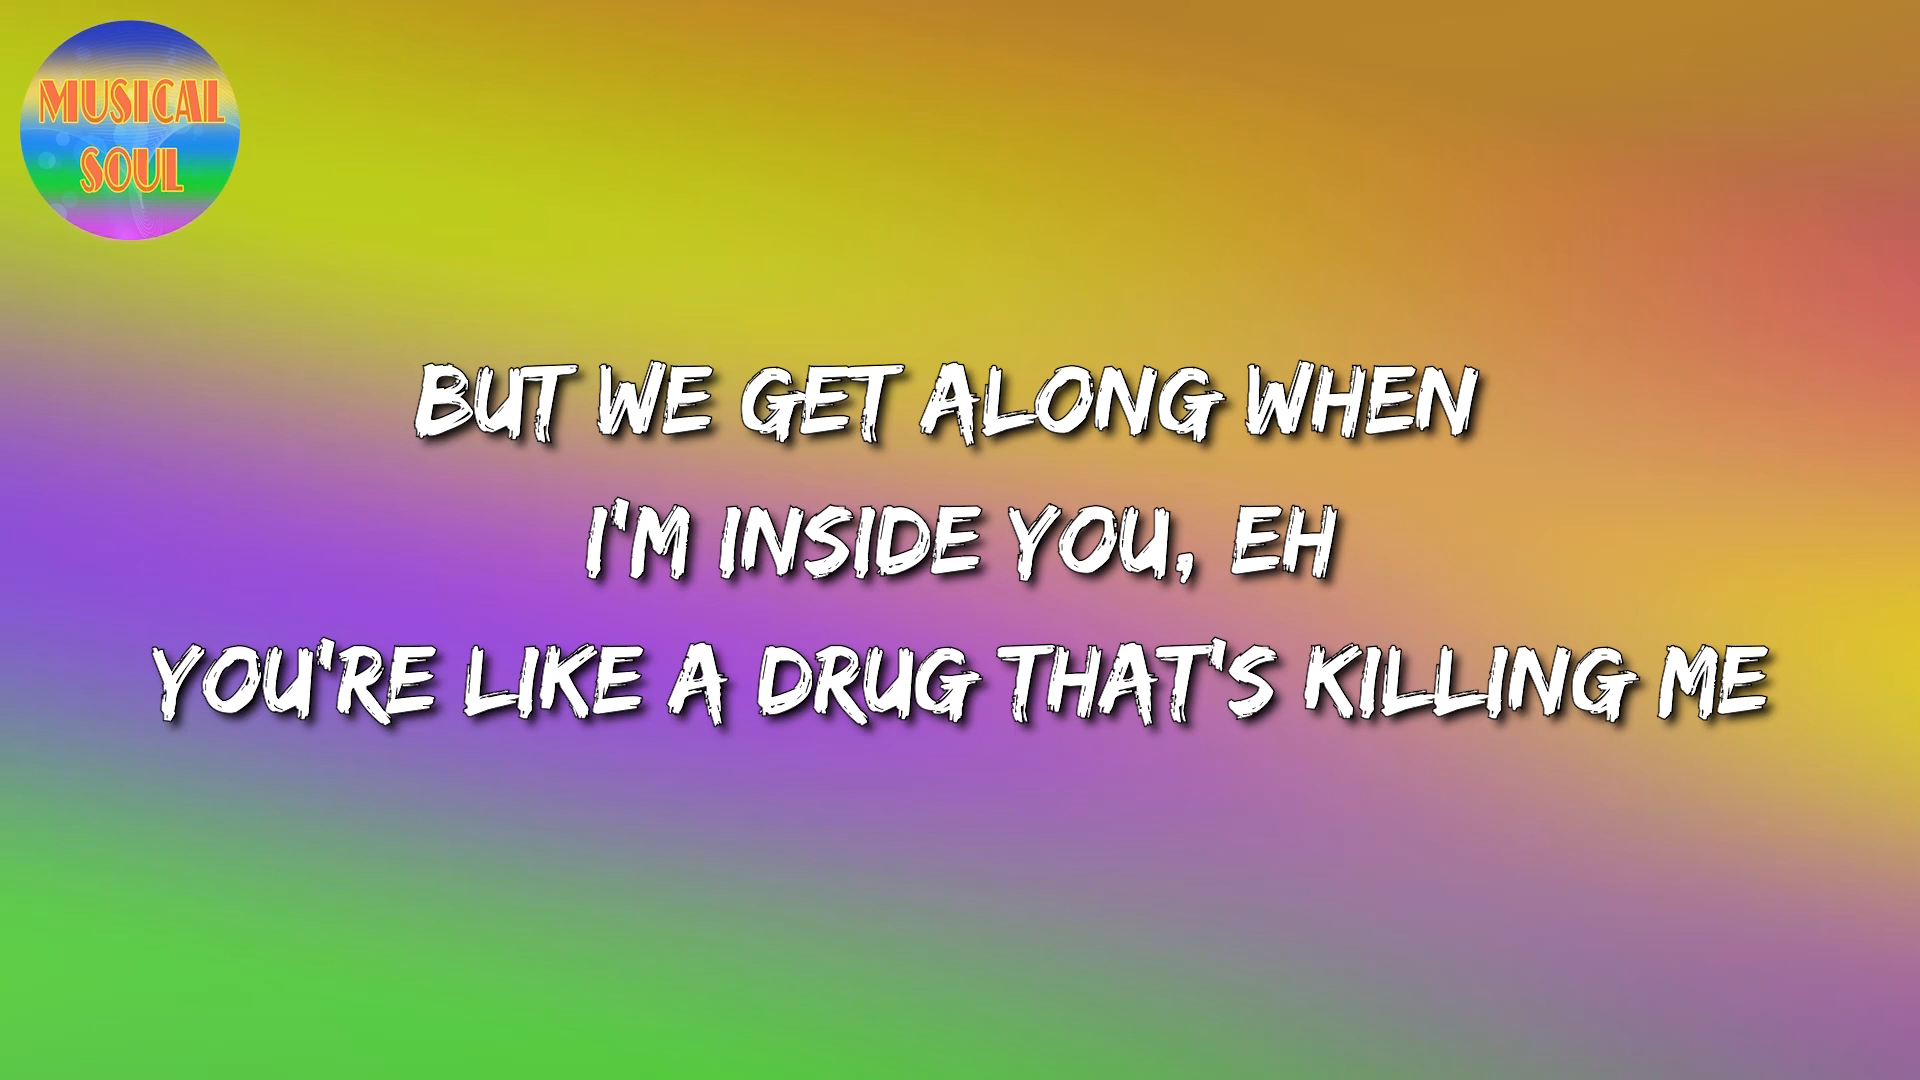 MUSICAL
SOUL
BUT WE GET ALONG WHEN
I'M INSIDE YOU, EH
YOU'RE LIKE A DRUG THAT'S KILLING ME